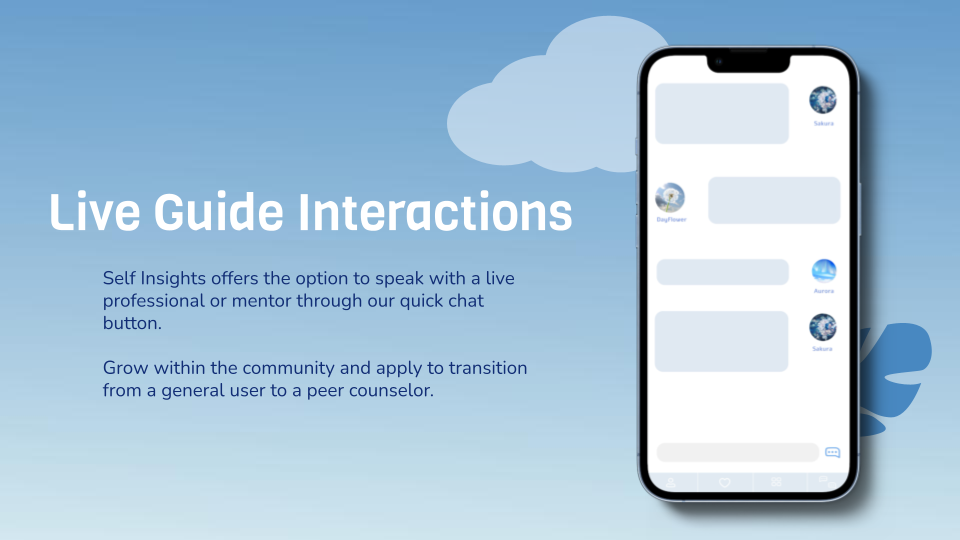 Live Guide Interactions
Self Insights offers the option to speak with a live
professional or mentor through our quick chat
button.
Grow within the community and apply to transition
from a general user to a peer counselor.
Sakura
DayFlower
Aurora
Sakura